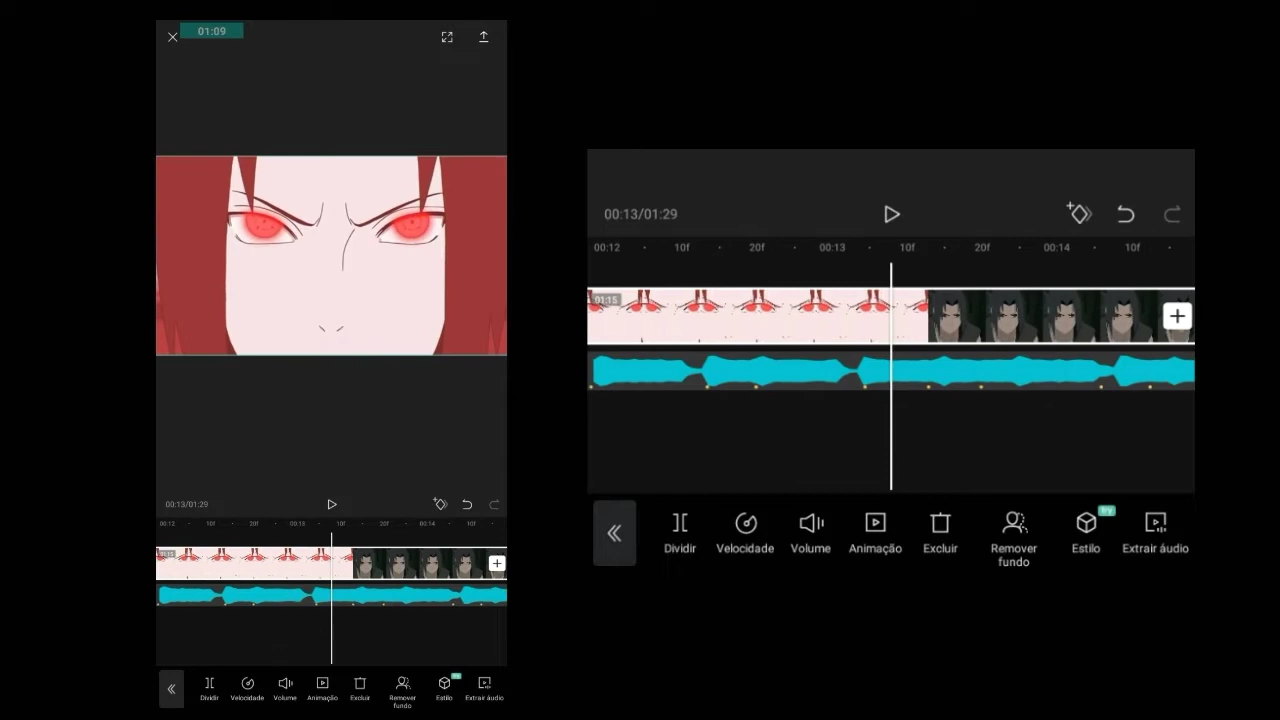 01:09
00:13/01:29
00:12 10f 20f 00:13 10f 20f 00:14 10f
Dividir Velocidade Volume Animação Excluir Remover fundo Estilo Extrair áudio
00:13/01:29
00:12 10f 20f 00:13 10f 20f 00:14 10f
01:15
Try
Dividir Velocidade Volume Animação Excluir Remover fundo Estilo Extrair áudio